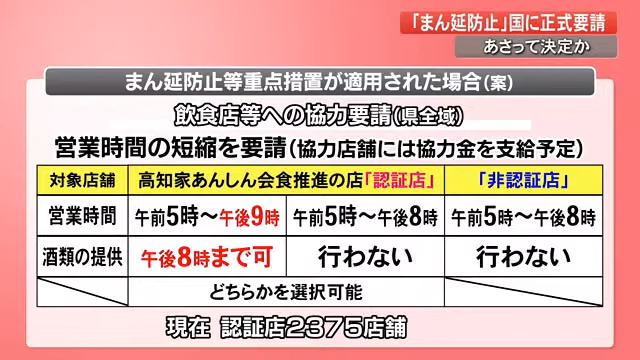 「まん延防止」国に正式要請
あさって決定か
まん延防止等重点措置が適用された場合(案)
飲食店等への協力要請(県全域)
営業時間の短縮を要請(協力店舗には協力金を支給予定)
対象店舗 高知家あんしん会食推進の店「認証店」 「非認証店」
営業時間 午前5時～午後9時 午前5時～午後8時 午前5時～午後8時
酒類の提供 午後8時まで可 行わない 行わない
どちらかを選択可能
現在 認証店2375店舗